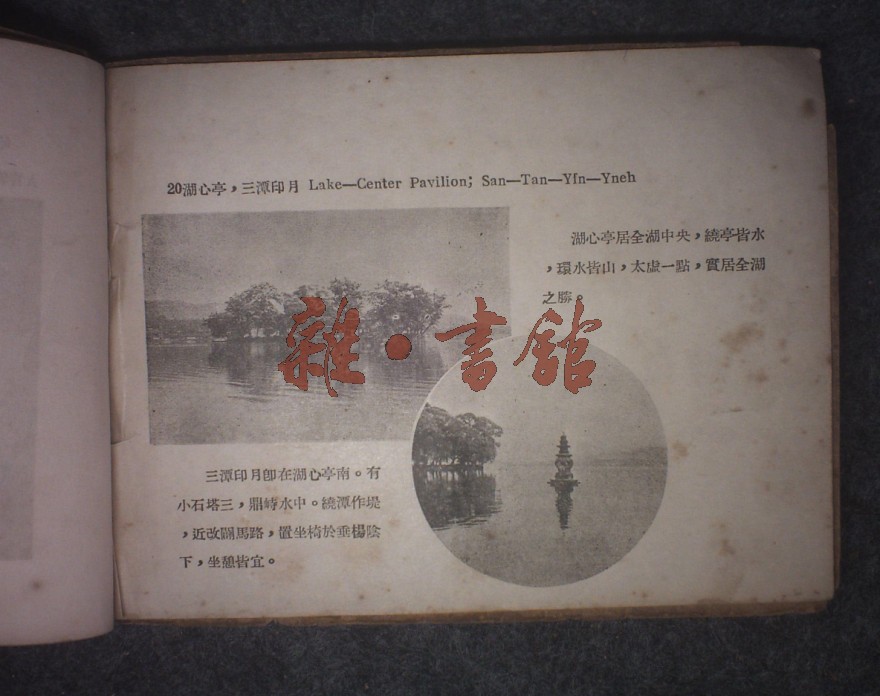 20湖心亭，三潭印月 Lake—Center Pavilion; San—Tan—YIn—Yneh
湖心亭居全湖中央，繞亭皆水
，環水皆山，太虛一點，實居全湖
之勝。
雜·書館
三潭印月卽在湖心亭南。有
小石塔三，鼎峙水中。繞潭作堤
，近改闢馬路，置坐椅於垂楊陰
下，坐憩皆宜。